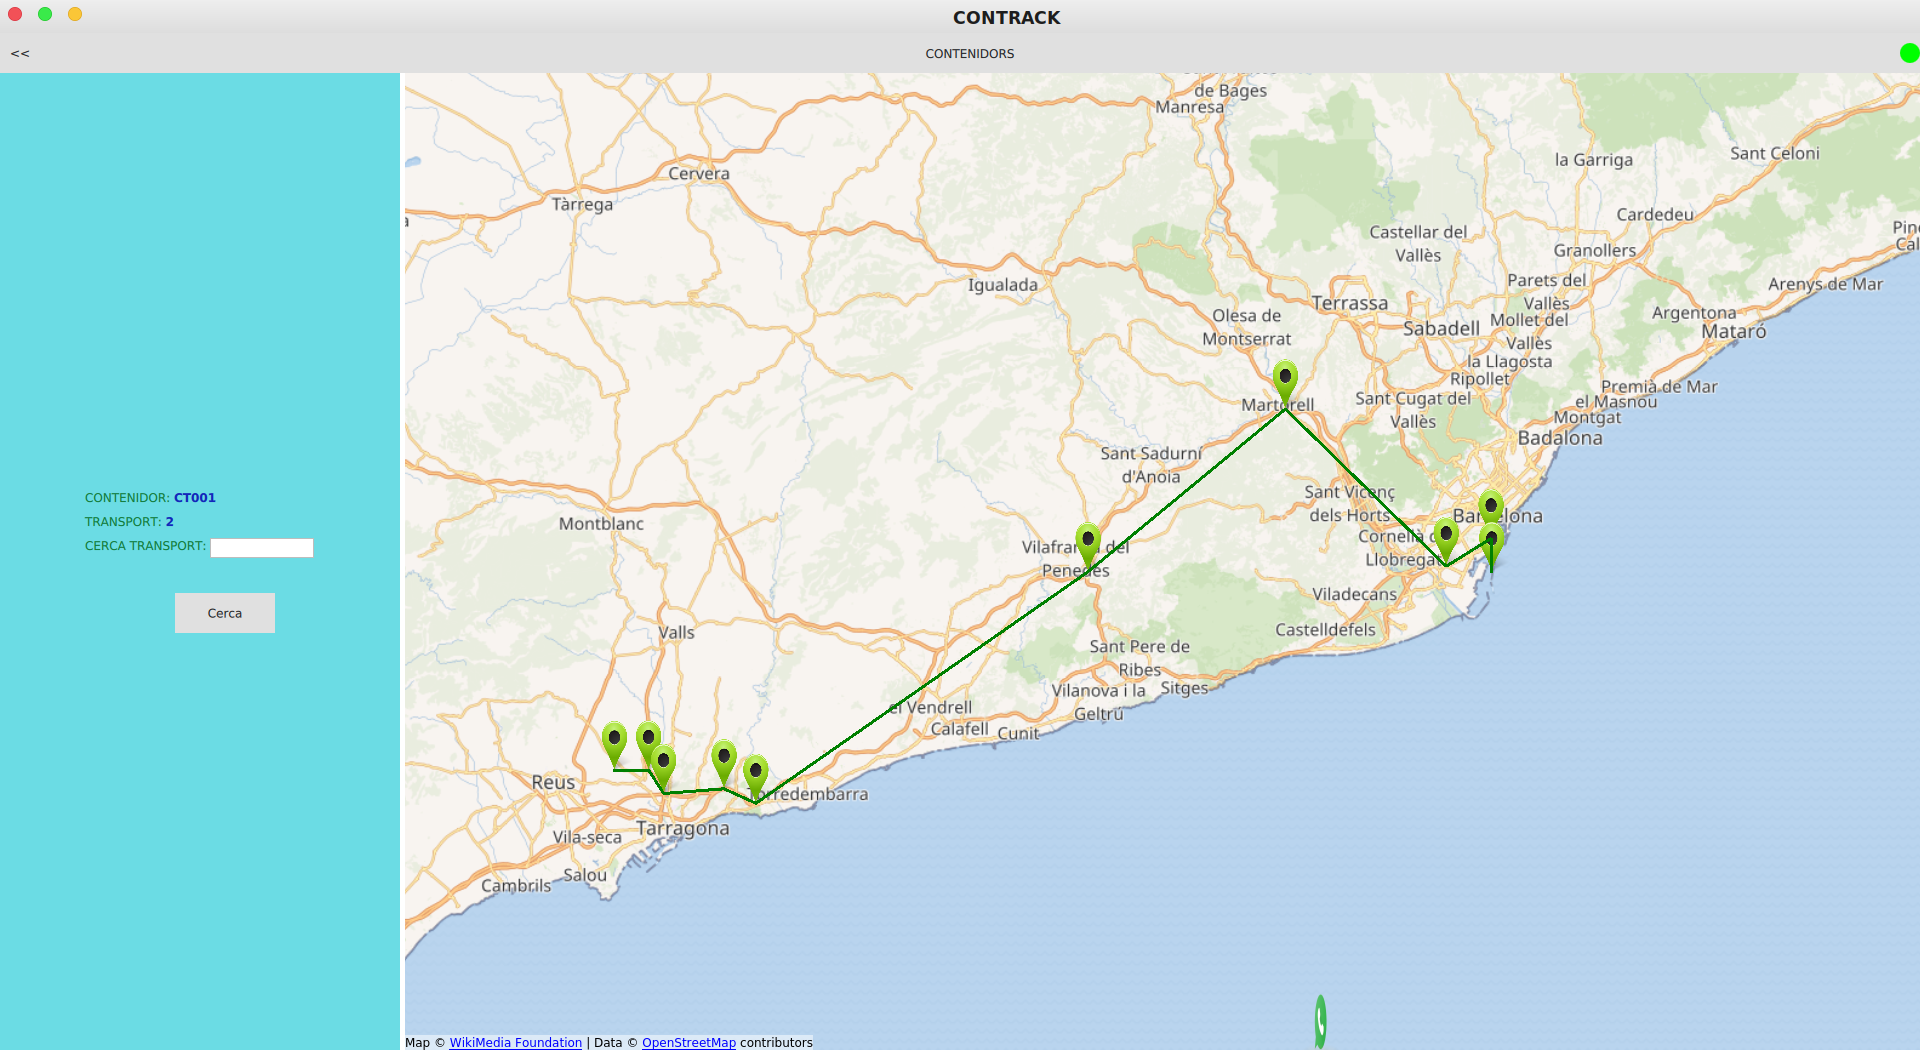 CONTRACK
<<
CONTENIDORS
de Bages
Manresa
la Garriga
Sant Celoni
Cervera
Tàrrega
Cardedeu
Castellar del
Vallès
Granollers
Igualada
Parets del
Vallès
Arenys de Mar
Terrassa
Olesa de
Montserrat
Sabadell
Mollet del
Vallès
Argentona
Mataró
la Llagosta
Ripollet
Premià de Mar
el Masnou
Montgat
Sant Cugat del
Vallès
Martorell
Badalona
Sant Sadurní
d'Anoia
Sant Vicenç
dels Horts
Barcelona
Montblanc
Cornellà
Llobregat
Vilafranca del
Penedès
Viladecans
Castelldefels
Valls
Sant Pere de
Ribes
Vilanova i la
Geltrú
Sitges
el Vendrell
Calafell
Cunit
Reus
Torredembarra
Tarragona
Vila-seca
Salou
Cambrils
CONTENIDOR: CT001
TRANSPORT: 2
CERCA TRANSPORT:
Cerca
Map © WikiMedia Foundation | Data © OpenStreetMap contributors